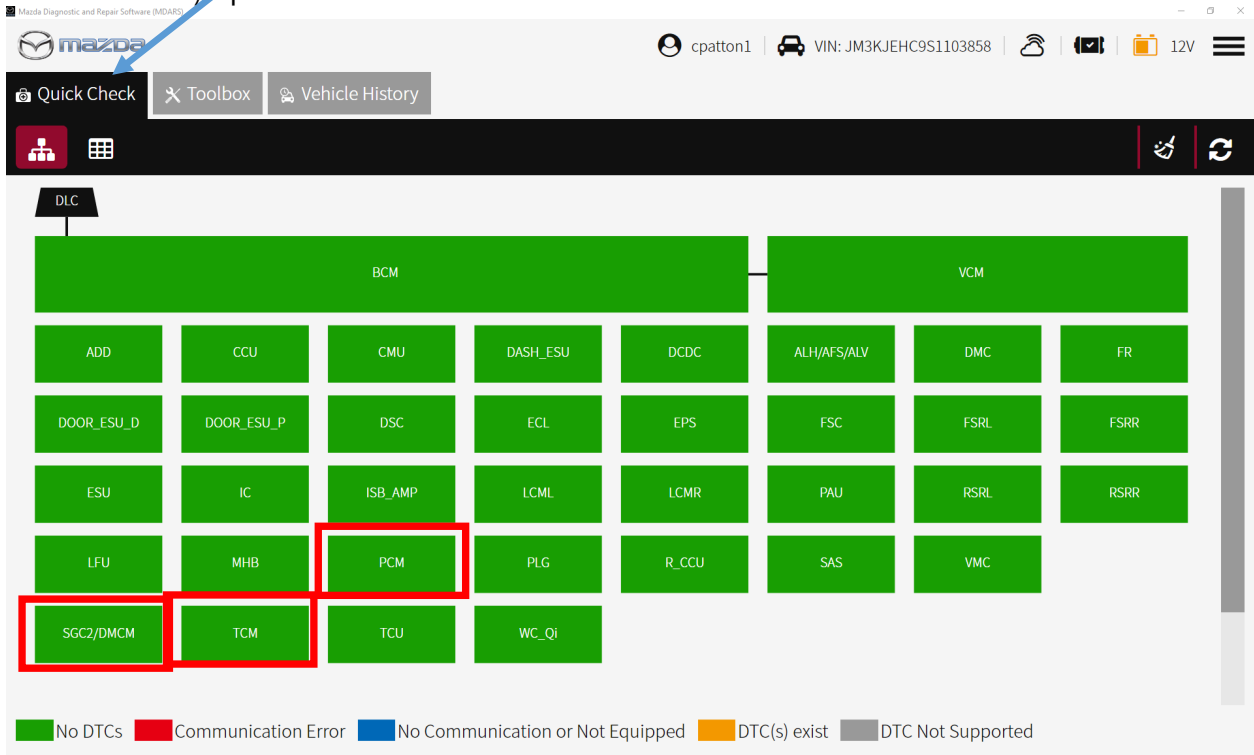 Mazda Diagnostic and Repair Software (MDARS)
mazda
cpatton1 VIN: JM3KJEHC9S1103858 12V
Quick Check Toolbox Vehicle History
DLC
BCM VCM
ADD CCU CMU DASH_ESU DCDC ALH/AFS/ALV DMC FR
DOOR_ESU_D DOOR_ESU_P DSC ECL EPS FSC FSRL FSRR
ESU IC ISB_AMP LCML LCMR PAU RSRL RSRR
LFU MHB PCM PLG R_CCU SAS VMC
SGC2/DMCM TCM TCU WC_Qi
No DTCs Communication Error No Communication or Not Equipped DTC(s) exist DTC Not Supported